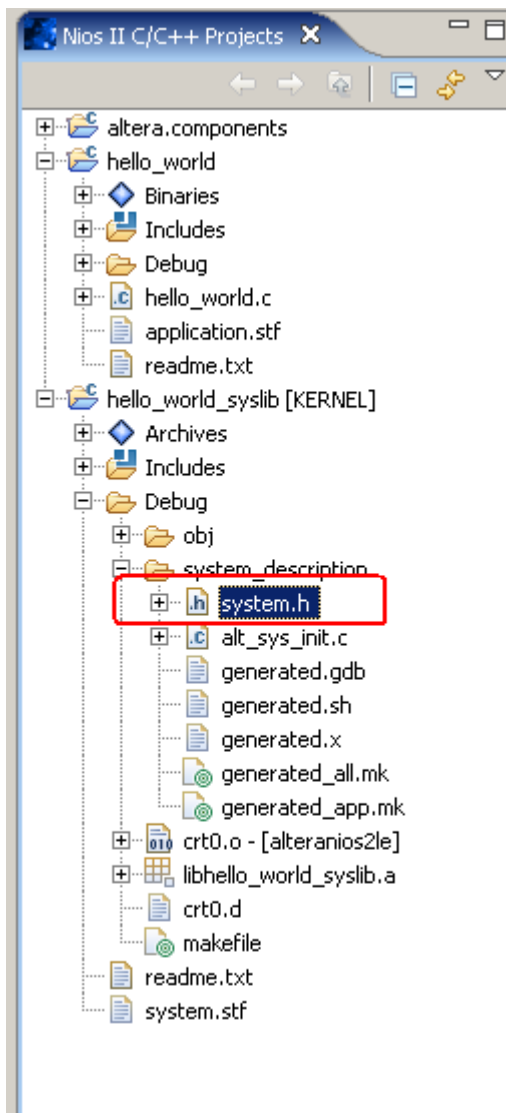 Nios II C/C++ Projects
altera.components
hello_world
Binaries
Includes
Debug
hello_world.c
application.stf
readme.txt
hello_world_syslib [KERNEL]
Archives
Includes
Debug
obj
system_description
.h system.h
.c alt_sys_init.c
generated.gdb
generated.sh
generated.x
generated_all.mk
generated_app.mk
010 crt0.o - [alteranios2le]
libhello_world_syslib.a
crt0.d
makefile
readme.txt
system.stf